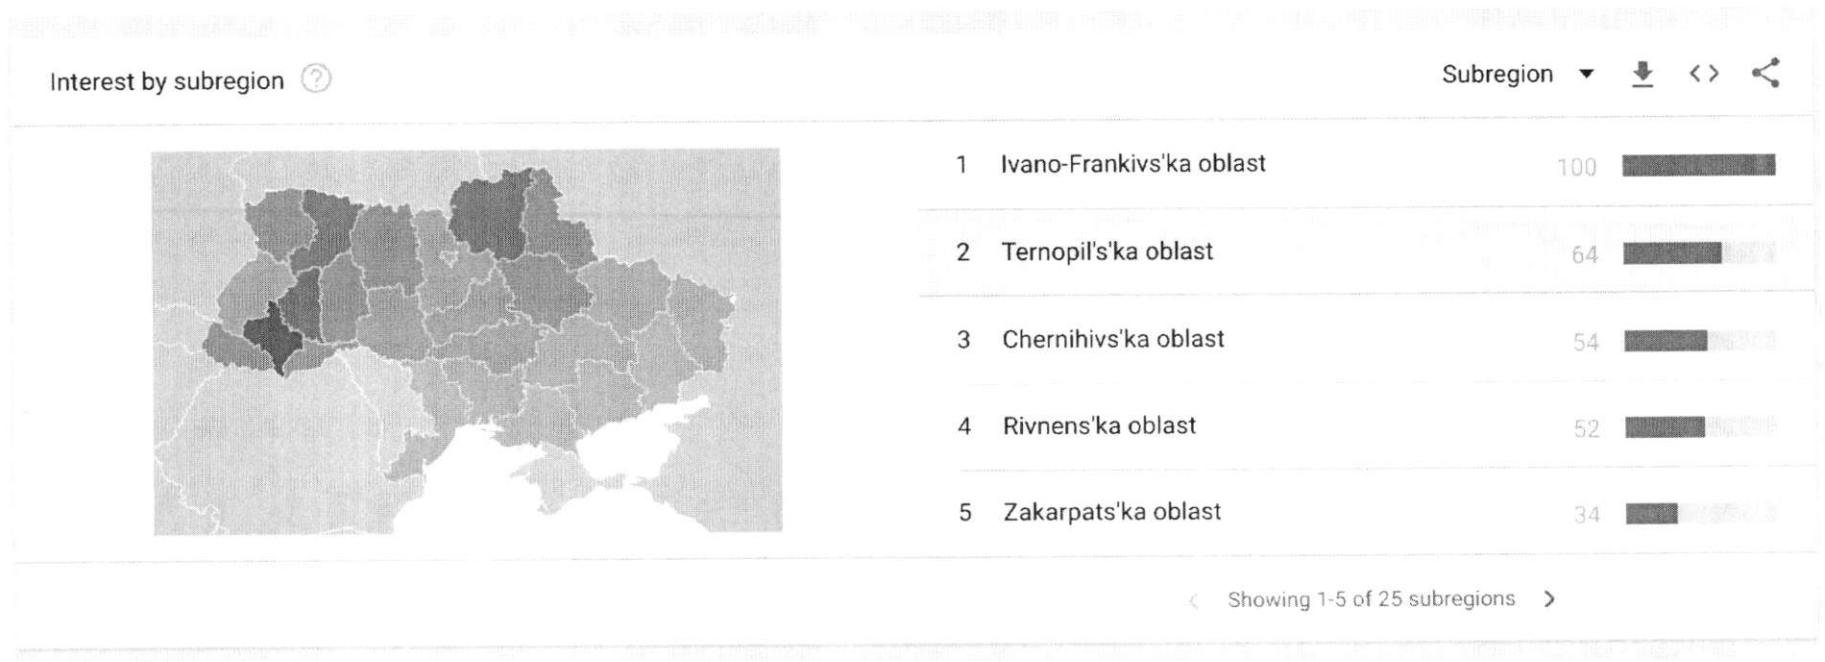 Interest by subregion ?
Subregion
1 Ivano-Frankivs'ka oblast 100
2 Ternopil's'ka oblast 64
3 Chernihivs'ka oblast 54
4 Rivnens'ka oblast 52
5 Zakarpats'ka oblast 34
Showing 1-5 of 25 subregions